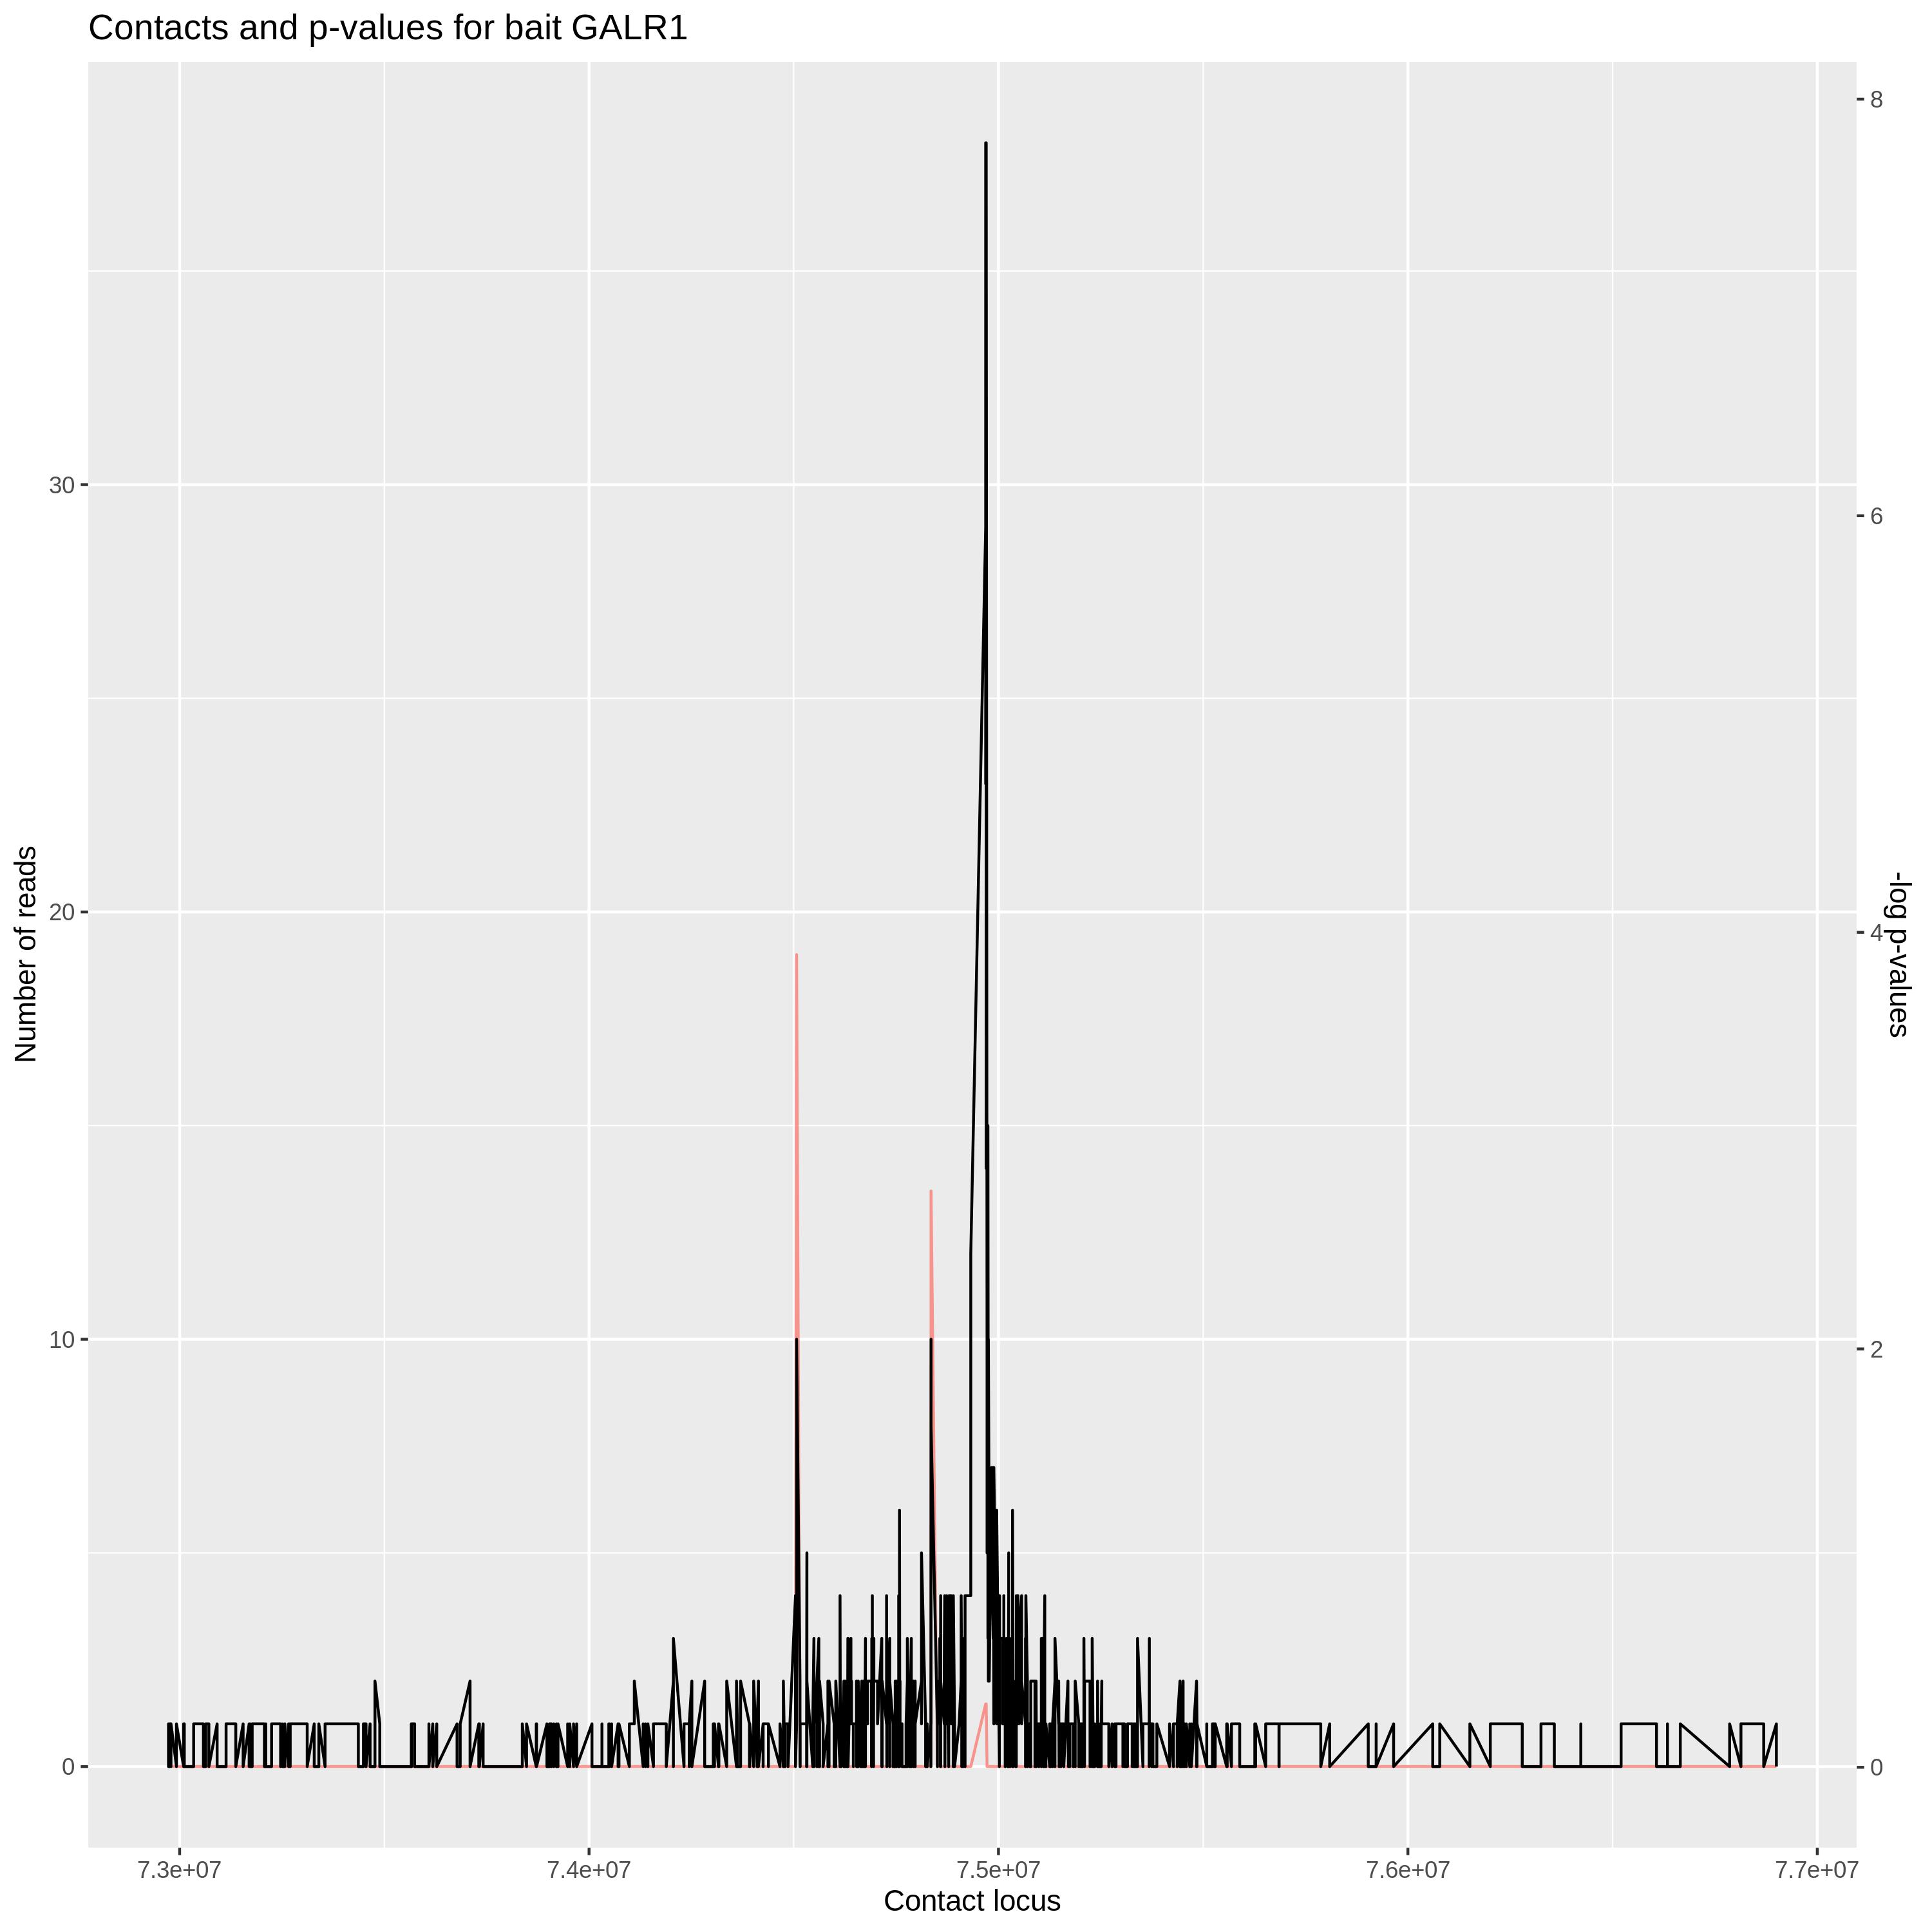 Contacts and p-values for bait GALR1
8
30
6
20
4
10
2
0
0
Number of reads
-log p-values
7.3e+07
7.4e+07
7.5e+07
7.6e+07
7.7e+07
Contact locus